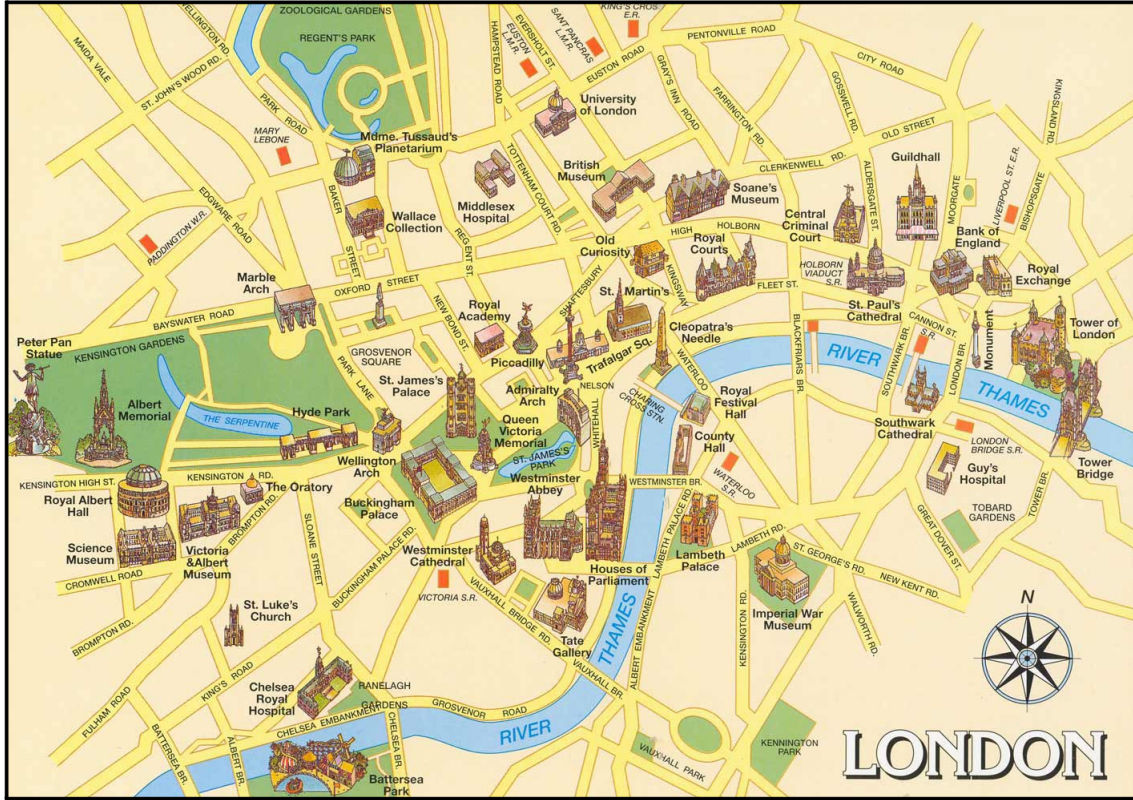 ZOOLOGICAL GARDENS
REGENT'S PARK
WELLINGTON RD.
MAIDA VALE
ST. JOHN'S WOOD RD.
PARK ROAD
HAMPSTEAD ROAD
EVERSHOLT ST.
EUSTON
L.M.R.
SANT PANCRAS
L.M.R.
KING'S CROS
E.R.
EUSTON ROAD
PENTONVILLE ROAD
CITY ROAD
GRAY'S INN ROAD
FARRINGTON RD.
GOSSWELL RD.
OLD STREET
KINGSLAND RD.
MARY
LEBONE
Mdme. Tussaud's
Planetarium
University
of London
CLERKENWELL RD.
ALDERSGATE ST.
Guildhall
MOORGATE
LIVERPOOL ST. E.R.
BISHOPSGATE
EDGWARE ROAD
PADDINGTON W.R.
BAKER
STREET
Wallace
Collection
Middlesex
Hospital
TOTTENHAM COURT RD.
British
Museum
Soane's
Museum
Central
Criminal
Court
REGENT ST.
Old
Curiosity
HIGH HOLBORN
Royal
Courts
HOLBORN
VIADUCT
S.R.
Bank of
England
Royal
Exchange
Marble
Arch
OXFORD STREET
NEW BOND ST.
SHAFTESBURY
KINGSWAY
FLEET ST.
St. Paul's
Cathedral
BAYSWATER ROAD
Royal
Academy
St. Martin's
Cleopatra's
Needle
CANNON ST.
S.R.
Monument
Tower of
London
Peter Pan
Statue
KENSINGTON GARDENS
GROSVENOR
SQUARE
PARK LANE
Piccadilly
Trafalgar Sq.
WATERLOO
BLACKFRIARS BR.
RIVER
SOUTHWARK BR.
LONDON BR.
THAMES
Albert
Memorial
THE SERPENTINE
Hyde Park
St. James's
Palace
Admiralty
Arch
NELSON
CHARING
CROSS STN.
Royal
Festival
Hall
Southwark
Cathedral
Queen
Victoria
Memorial
WHITEHALL
County
Hall
LONDON
BRIDGE S.R.
Wellington
Arch
ST. JAMES'S
PARK
Westminster
Abbey
WESTMINSTER BR.
WATERLOO
S.R.
Guy's
Hospital
Tower
Bridge
KENSINGTON HIGH ST.
KENSINGTON RD.
The Oratory
Royal Albert
Hall
BROMPTON RD.
Buckingham
Palace
TOBARD
GARDENS
TOWER BR.
GREAT DOVER ST.
Science
Museum
Victoria
&Albert
Museum
SLOANE STREET
BUCKINGHAM PALACE RD.
Westminster
Cathedral
VICTORIA S.R.
Houses of
Parliament
LAMBETH PALACE RD
Lambeth
Palace
LAMBETH RD.
ST. GEORGE'S RD.
NEW KENT RD.
CROMWELL ROAD
VAUXHALL BRIDGE RD.
THAMES
ALBERT EMBANKMENT
Imperial War
Museum
WALWORTH RD.
N
St. Luke's
Church
BROMPTON RD.
Tate
Gallery
KENSINGTON RD.
KING'S ROAD
Chelsea
Royal
Hospital
RANELAGH
GARDENS
VAUXHALL BR.
FULHAM ROAD
CHELSEA EMBANKMENT
GROSVENOR ROAD
BATTERSEA BR.
ALBERT BR.
CHELSEA BR.
RIVER
VAUXHALL PARK
KENNINGTON
PARK
Battersea
Park
LONDON